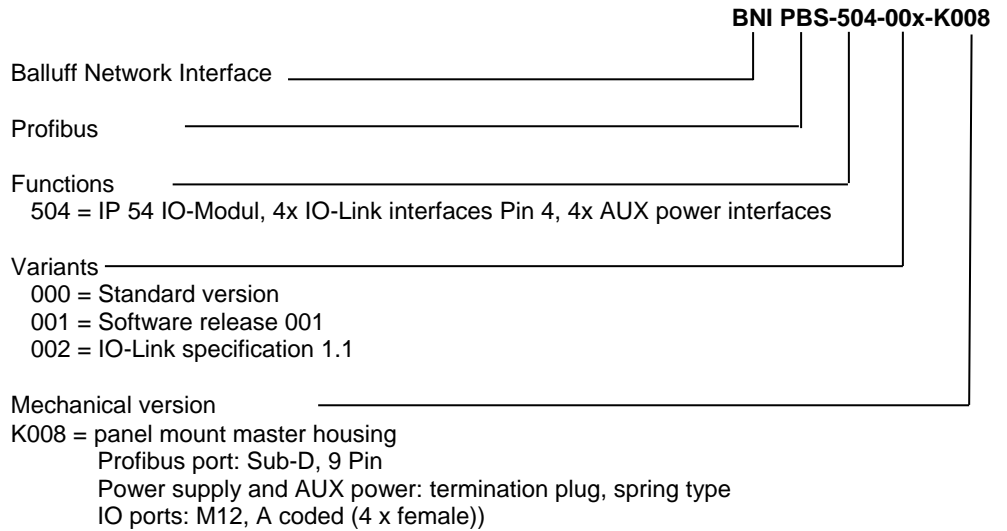 BNI PBS-504-00x-K008
Balluff Network Interface
Profibus
Functions
504 = IP 54 IO-Modul, 4x IO-Link interfaces Pin 4, 4x AUX power interfaces
Variants
000 = Standard version
001 = Software release 001
002 = IO-Link specification 1.1
Mechanical version
K008 = panel mount master housing
Profibus port: Sub-D, 9 Pin
Power supply and AUX power: termination plug, spring type
IO ports: M12, A coded (4 x female))